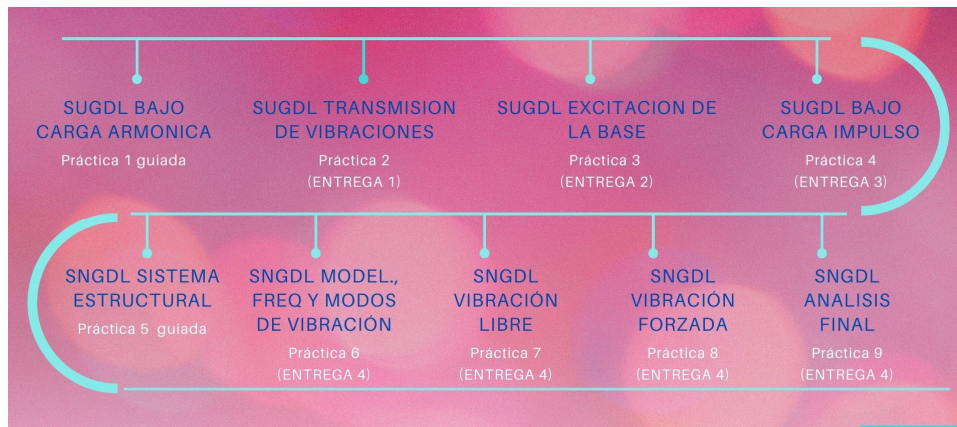 SUGDL BAJO
CARGA ARMONICA
Práctica 1 guiada
SUGDL TRANSMISION
DE VIBRACIONES
Práctica 2
(ENTREGA 1)
SUGDL EXCITACION DE
LA BASE
Práctica 3
(ENTREGA 2)
SUGDL BAJO
CARGA IMPULSO
Práctica 4
(ENTREGA 3)
SNGDL SISTEMA
ESTRUCTURAL
Práctica 5 guiada
SNGDL MODEL.,
FREQ Y MODOS
DE VIBRACIÓN
Práctica 6
(ENTREGA 4)
SNGDL
VIBRACIÓN
LIBRE
Práctica 7
(ENTREGA 4)
SNGDL
VIBRACIÓN
FORZADA
Práctica 8
(ENTREGA 4)
SNGDL
ANALISIS
FINAL
Práctica 9
(ENTREGA 4)